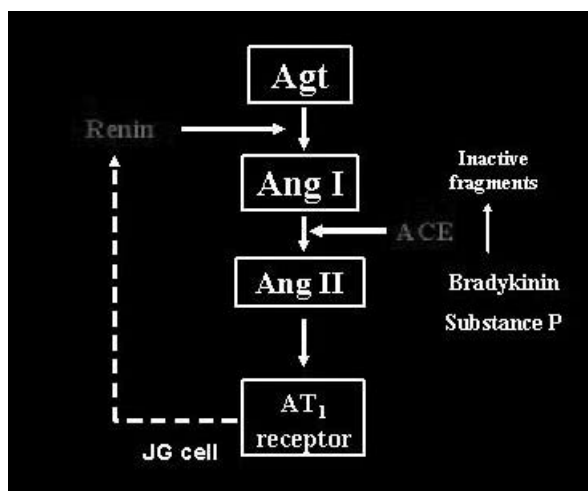 Agt
Renin
Ang I
Inactive
fragments
ACE
Ang II
Bradykinin
Substance P
AT₁
receptor
JG cell